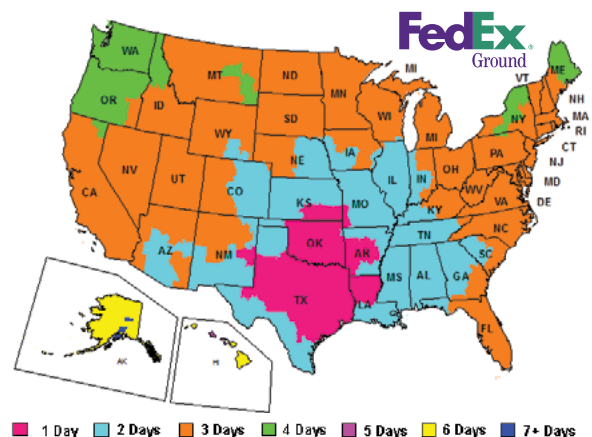 FedEx®
Ground
WA
MT
ND
MN
MI
VT
ME
OR
ID
WY
SD
WI
MI
NY
NH
MA
RI
CT
NV
UT
CO
NE
IA
IL
IN
OH
PA
NJ
MD
DE
CA
KS
MO
KY
WV
VA
AZ
NM
OK
AR
TN
NC
SC
TX
LA
MS
AL
GA
FL
AK
HI
1 Day 2 Days 3 Days 4 Days 5 Days 6 Days 7+ Days